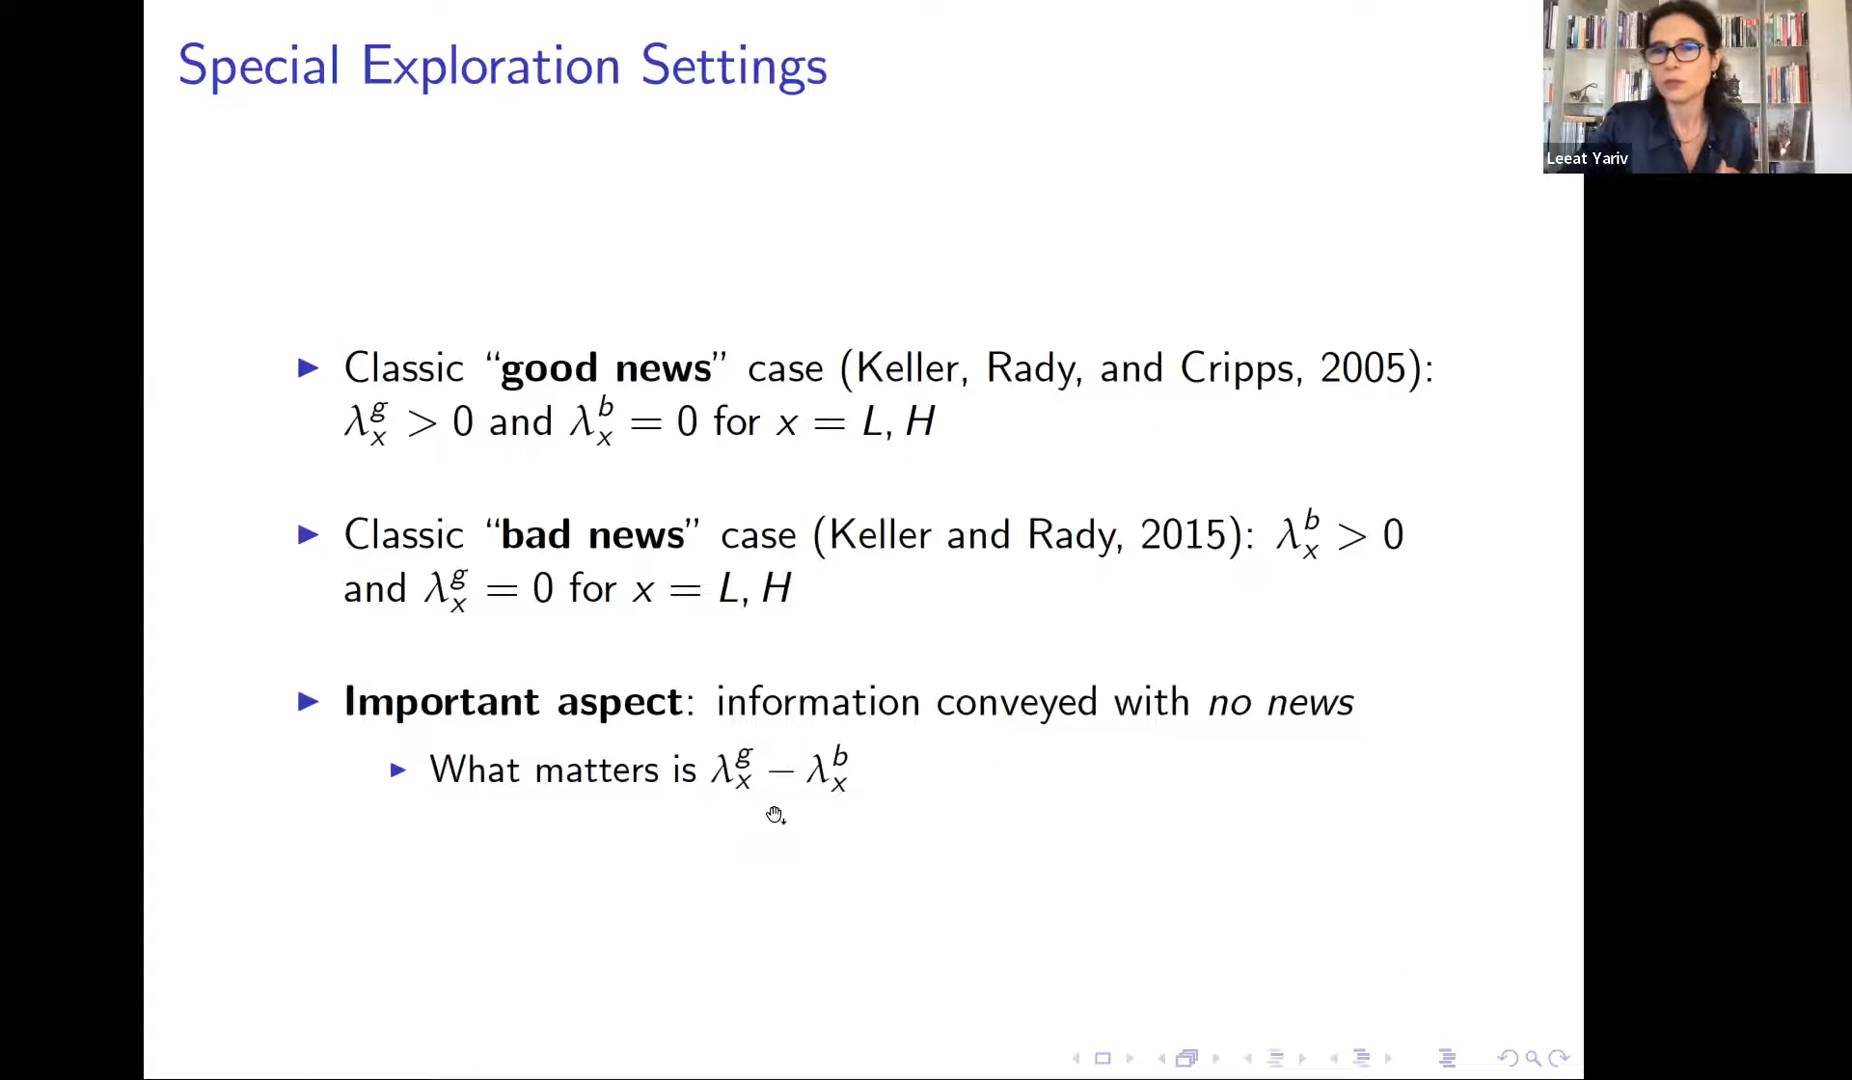 Special Exploration Settings
Leeat Yariv
▶ Classic “good news” case (Keller, Rady, and Cripps, 2005):
λ_x^g > 0 and λ_x^b = 0 for x = L, H
▶ Classic “bad news” case (Keller and Rady, 2015): λ_x^b > 0
and λ_x^g = 0 for x = L, H
▶ Important aspect: information conveyed with no news
▶ What matters is λ_x^g − λ_x^b